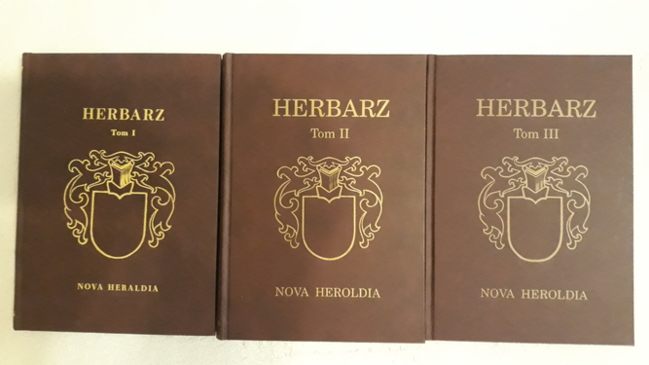 HERBARZ
Tom I
NOVA HERALDIA
HERBARZ
Tom II
NOVA HEROLDIA
HERBARZ
Tom III
NOVA HEROLDIA